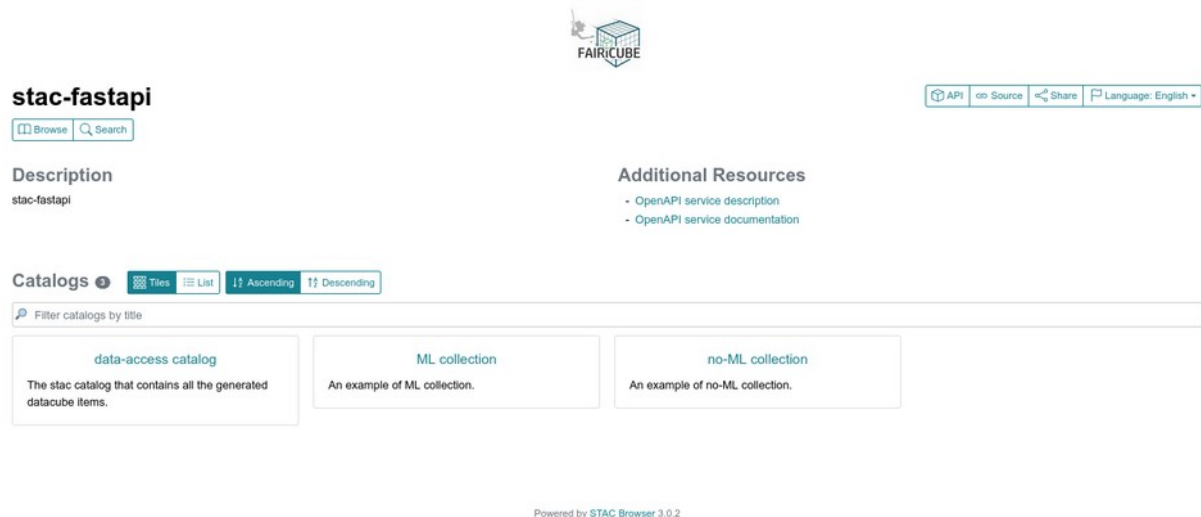 FAIRiCUBE
stac-fastapi
API Source Share Language: English
Browse Search
Description
stac-fastapi
Additional Resources
- OpenAPI service description
- OpenAPI service documentation
Catalogs 3 Tiles List Ascending Descending
Filter catalogs by title
data-access catalog
The stac catalog that contains all the generated
datacube items.
ML collection
An example of ML collection.
no-ML collection
An example of no-ML collection.
Powered by STAC Browser 3.0.2